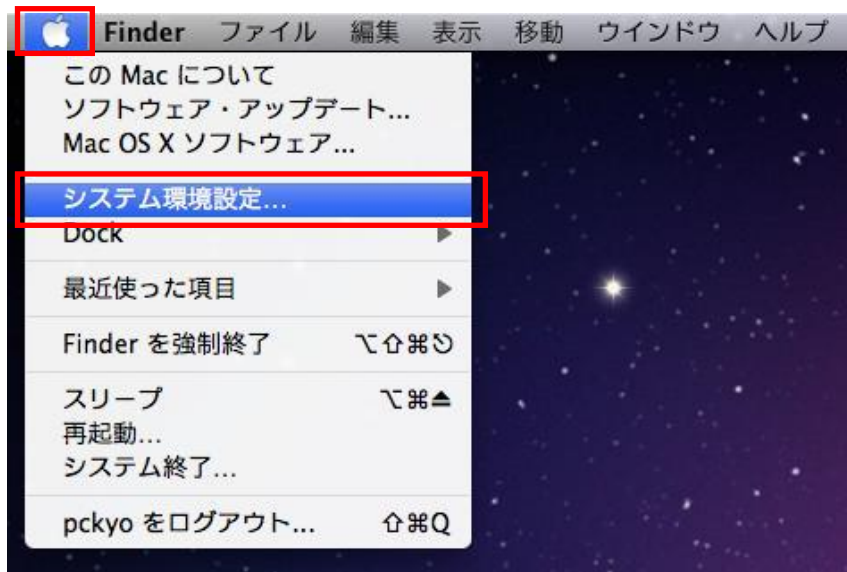 Finder ファイル 編集 表示 移動 ウインドウ ヘルプ
この Mac について
ソフトウェア・アップデート...
Mac OS X ソフトウェア...
システム環境設定...
Dock ▶
最近使った項目 ▶
Finder を強制終了 ⌥⇧⌘⎋
スリープ ⌥⌘⏏
再起動...
システム終了...
pckyo をログアウト... ⇧⌘Q